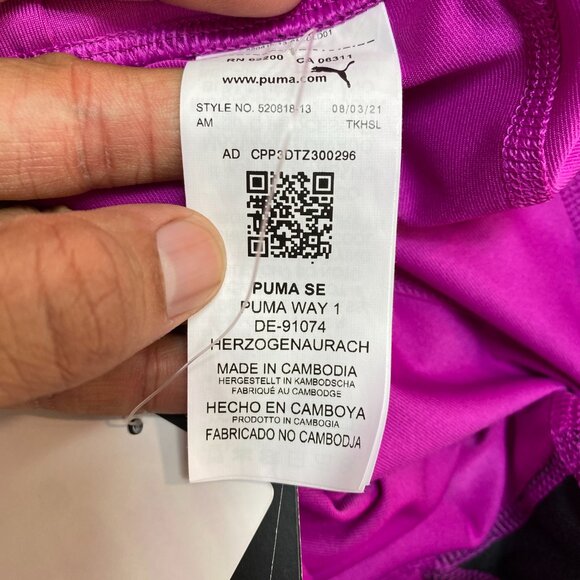 RN 62200 CA 06311
www.puma.com
STYLE NO. 520818-13 08/03/21
AM TKHSL
AD CPP3DTZ300296
PUMA SE
PUMA WAY 1
DE-91074
HERZOGENAURACH
MADE IN CAMBODIA
HERGESTELLT IN KAMBODSCHA
FABRIQUÉ AU CAMBODGE
HECHO EN CAMBOYA
PRODOTTO IN CAMBOGIA
FABRICADO NO CAMBODJA